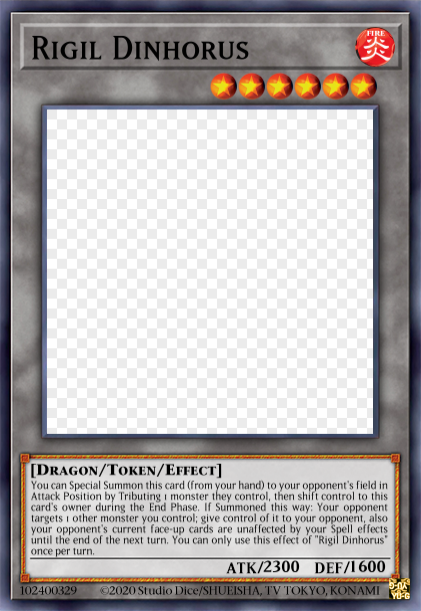 Rigil Dinhorus
FIRE
炎
[Dragon/Token/Effect]
You can Special Summon this card (from your hand) to your opponent's field in
Attack Position by Tributing 1 monster they control, then shift control to this
card's owner during the End Phase. If Summoned this way: Your opponent
targets 1 other monster you control; give control of it to your opponent, also
your opponent's current face-up cards are unaffected by your Spell effects
until the end of the next turn. You can only use this effect of "Rigil Dinhorus"
once per turn.
ATK/2300 DEF/1600
102400329 ©2020 Studio Dice/SHUEISHA, TV TOKYO, KONAMI